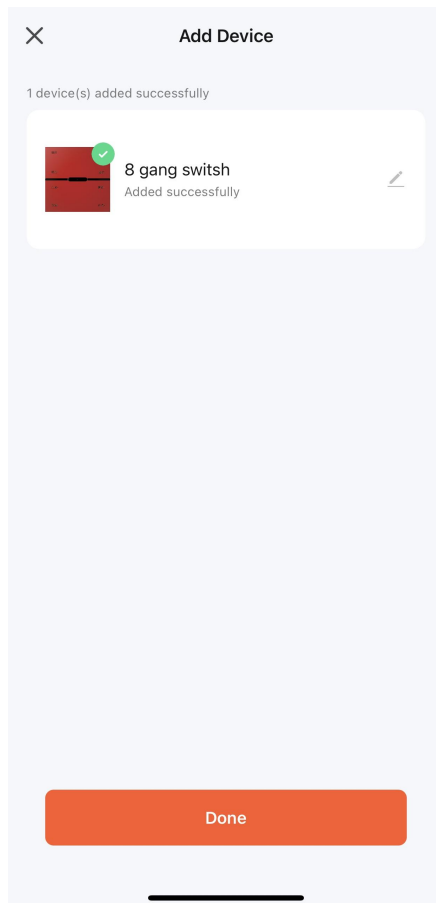 Add Device
1 device(s) added successfully
8 gang switsh
Added successfully
Done